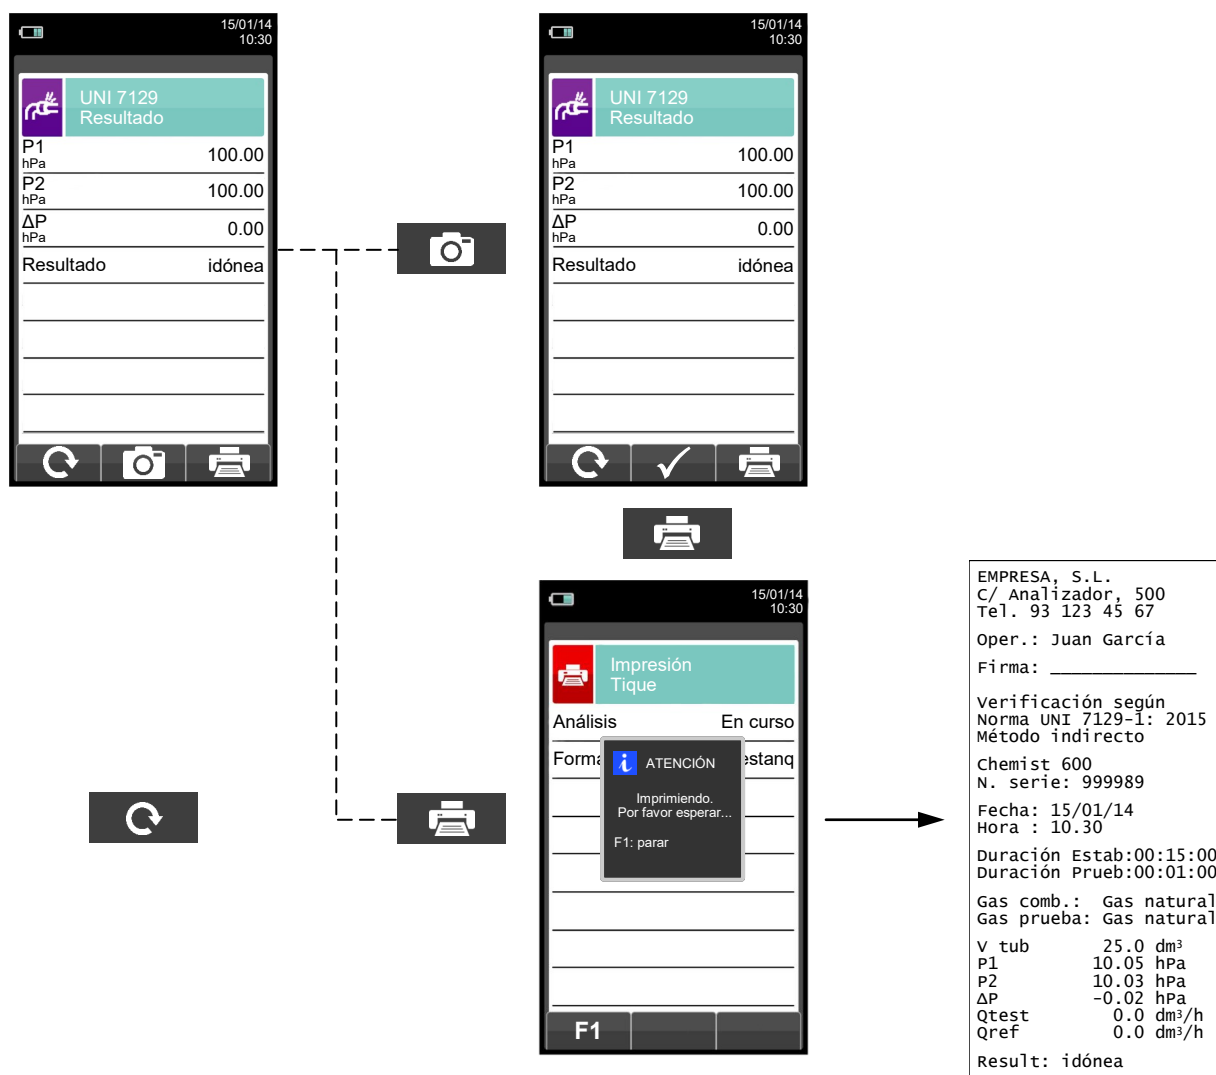 15/01/14
10:30
UNI 7129
Resultado
P1
hPa
100.00
P2
hPa
100.00
ΔP
hPa
0.00
Resultado idónea
15/01/14
10:30
UNI 7129
Resultado
P1
hPa
100.00
P2
hPa
100.00
ΔP
hPa
0.00
Resultado idónea
15/01/14
10:30
Impresión
Tique
Análisis En curso
Forma estanq
i ATENCIÓN
Imprimiendo.
Por favor esperar...
F1: parar
F1
EMPRESA, S.L.
C/ Analizador, 500
Tel. 93 123 45 67
Oper.: Juan García
Firma: ______________
Verificación según
Norma UNI 7129-1: 2015
Método indirecto
Chemist 600
N. serie: 999989
Fecha: 15/01/14
Hora : 10.30
Duración Estab:00:15:00
Duración Prueb:00:01:00
Gas comb.: Gas natural
Gas prueba: Gas natural
V tub 25.0 dm³
P1 10.05 hPa
P2 10.03 hPa
ΔP -0.02 hPa
Qtest 0.0 dm³/h
Qref 0.0 dm³/h
Result: idónea